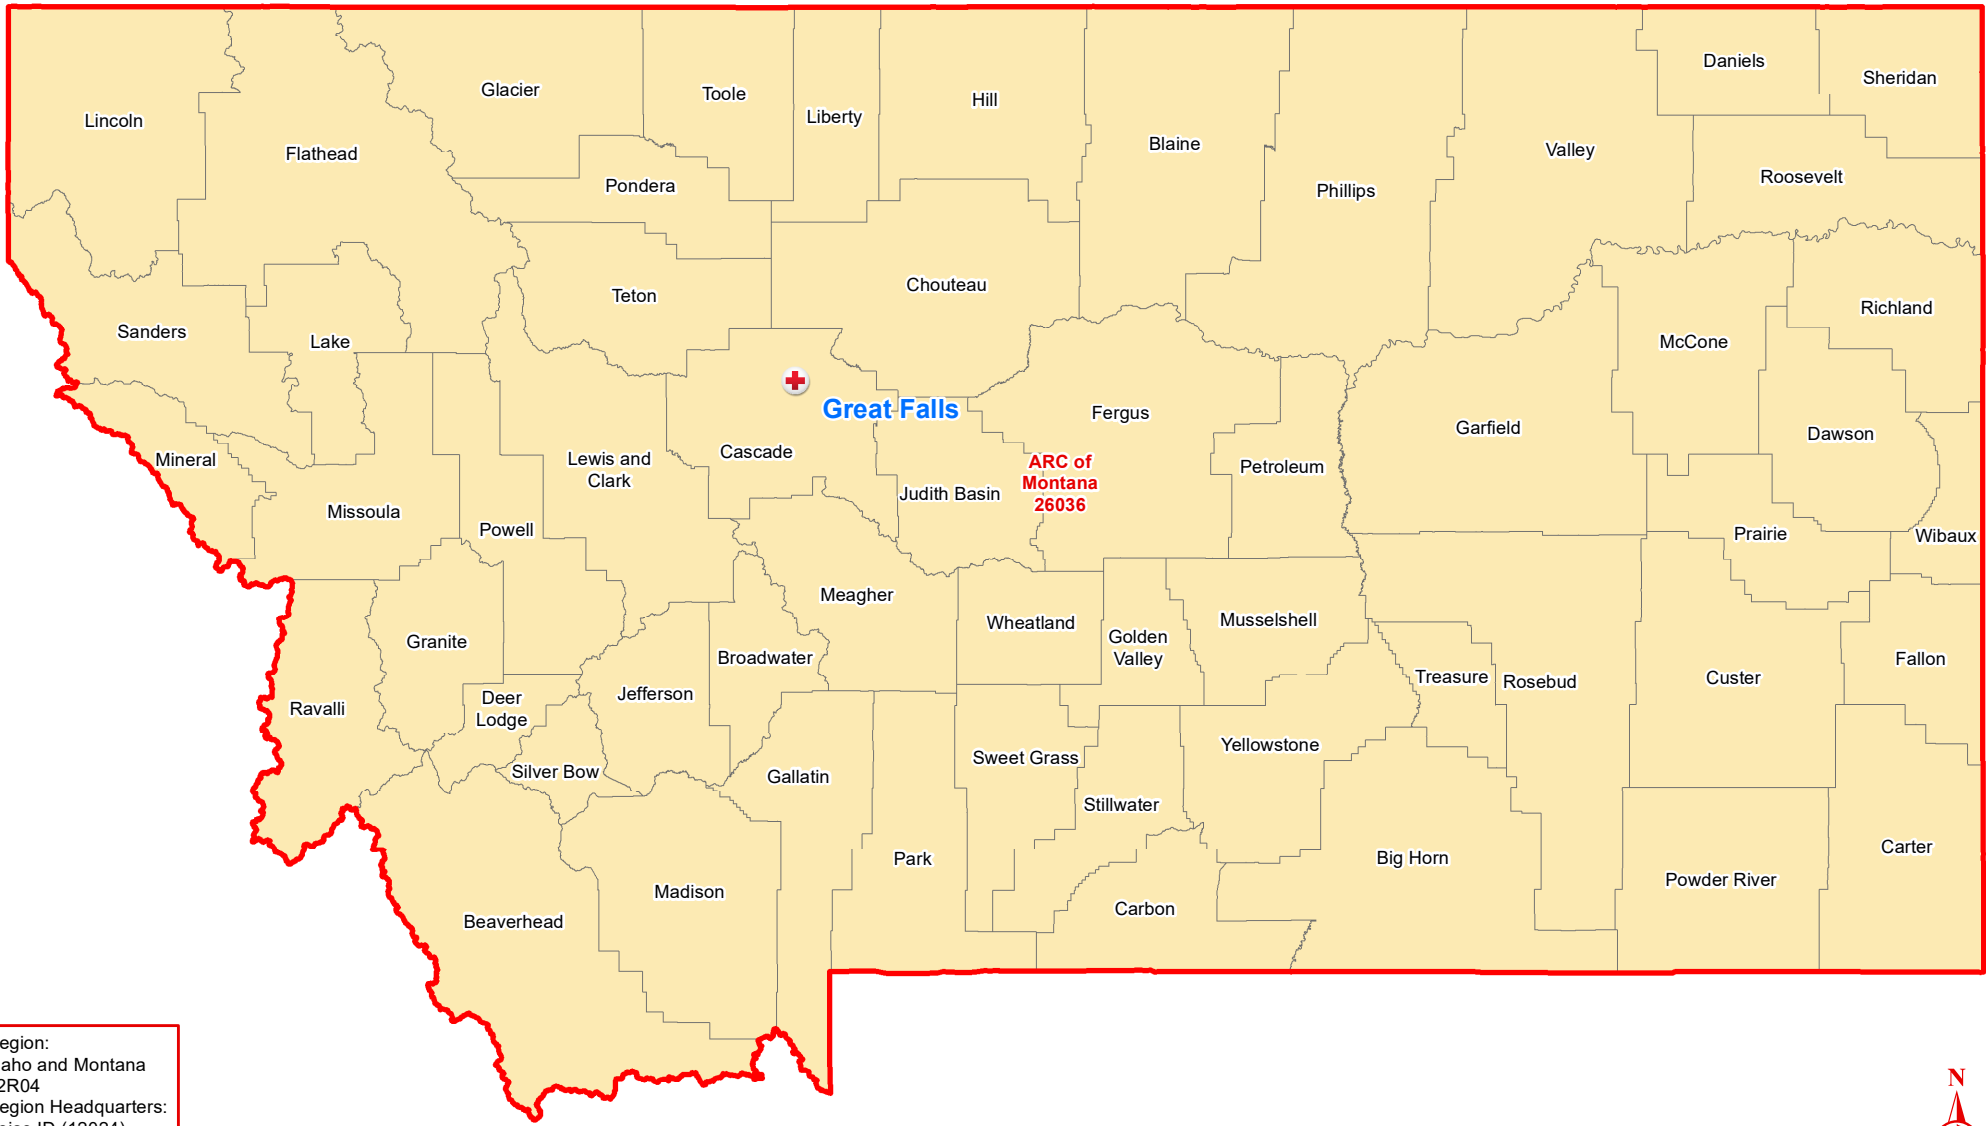 Daniels
Sheridan
Glacier
Toole
Hill
Liberty
Lincoln
Blaine
Valley
Flathead
Roosevelt
Pondera
Phillips
Chouteau
Teton
Richland
Sanders
Lake
McCone
Great Falls
Fergus
Garfield
Dawson
Cascade
Mineral
Lewis and
Clark
ARC of
Montana
26036
Petroleum
Judith Basin
Missoula
Powell
Prairie
Wibaux
Meagher
Wheatland
Musselshell
Golden
Valley
Granite
Broadwater
Fallon
Jefferson
Treasure
Rosebud
Custer
Deer
Lodge
Ravalli
Yellowstone
Sweet Grass
Silver Bow
Gallatin
Stillwater
Carter
Park
Big Horn
Powder River
Madison
Carbon
Beaverhead
egion:
aho and Montana
2R04
egion Headquarters:
N